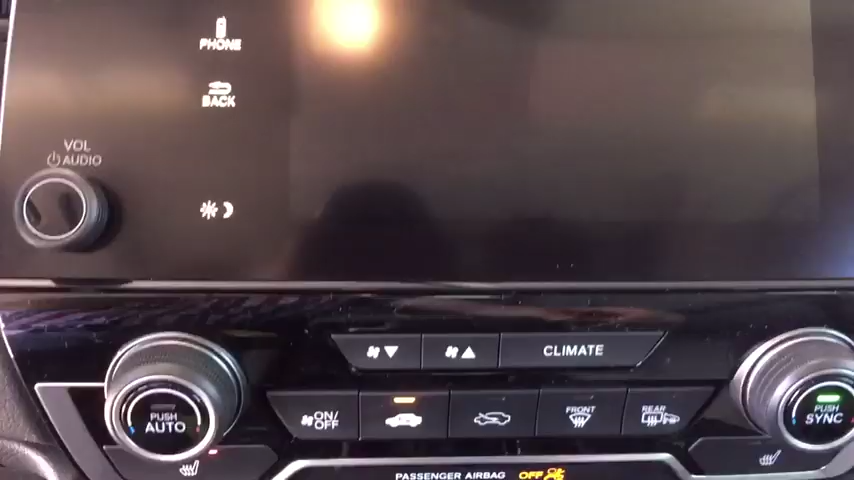 PHONE
BACK
VOL
AUDIO
CLIMATE
PUSH
AUTO
ON/
OFF
FRONT
REAR
PUSH
SYNC
PASSENGER AIRBAG OFF